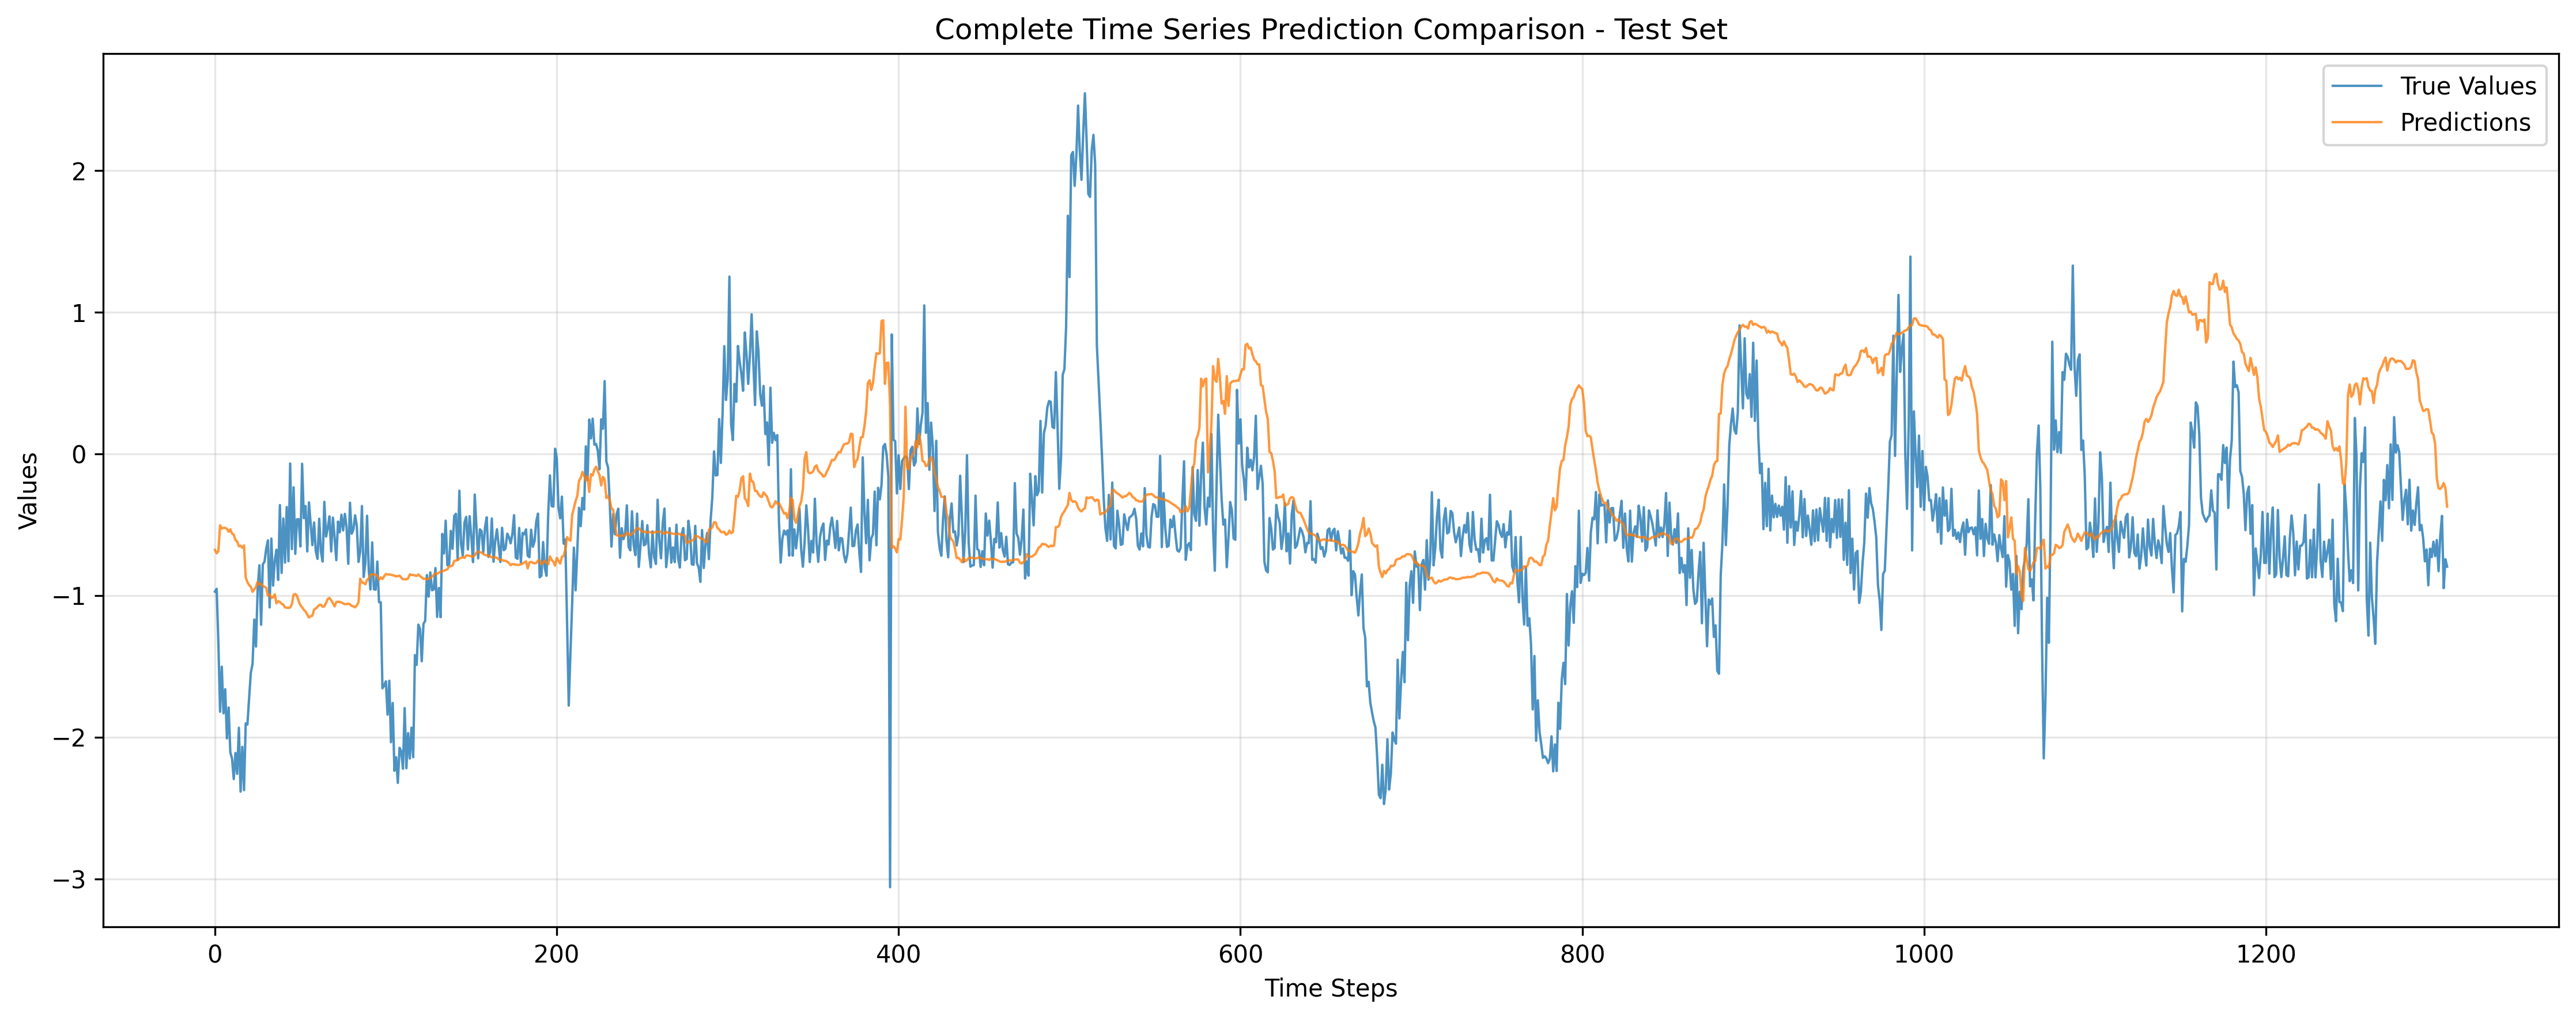 Complete Time Series Prediction Comparison - Test Set
True Values
Predictions
2
1
0
−1
−2
−3
Values
0 200 400 600 800 1000 1200
Time Steps